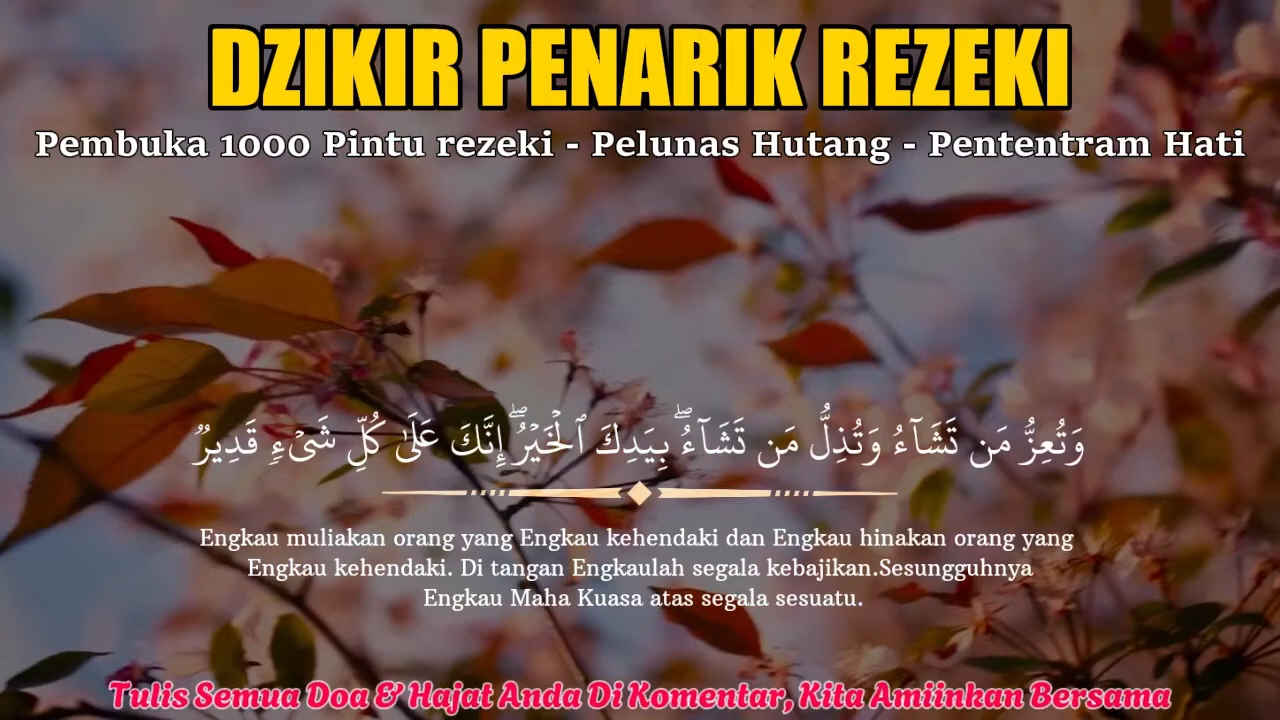 DZIKIR PENARIK REZEKI
Pembuka 1000 Pintu rezeki - Pelunas Hutang - Pententram Hati
وَتُعِزُّ مَن تَشَآءُ وَتُذِلُّ مَن تَشَآءُۖ بِيَدِكَ ٱلْخَيْرُۖ إِنَّكَ عَلَىٰ كُلِّ شَىْءٍۢ قَدِيرٌۭ
Engkau muliakan orang yang Engkau kehendaki dan Engkau hinakan orang yang
Engkau kehendaki. Di tangan Engkaulah segala kebajikan.Sesungguhnya
Engkau Maha Kuasa atas segala sesuatu.
Tulis Semua Doa & Hajat Anda Di Komentar, Kita Amiinkan Bersama